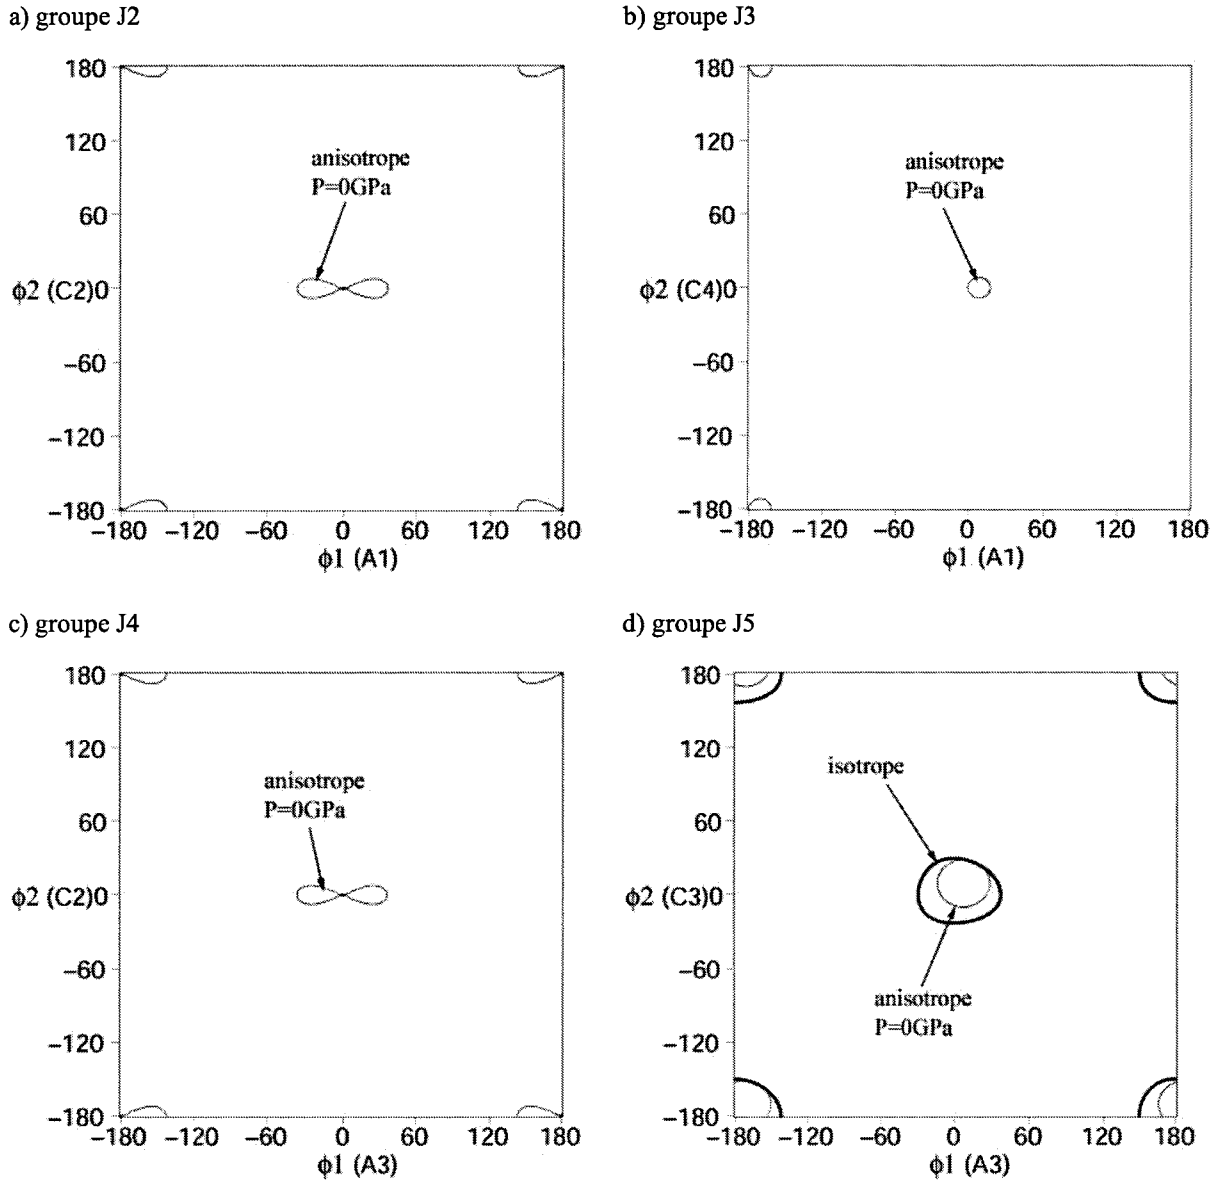 a) groupe J2
180
120
60
ϕ2 (C2)0
−60
−120
−180
anisotrope
P=0GPa
−180 −120 −60 0 60 120 180
ϕ1 (A1)
b) groupe J3
180
120
60
ϕ2 (C4)0
−60
−120
−180
anisotrope
P=0GPa
−180 −120 −60 0 60 120 180
ϕ1 (A1)
c) groupe J4
180
120
60
ϕ2 (C2)0
−60
−120
−180
anisotrope
P=0GPa
−180 −120 −60 0 60 120 180
ϕ1 (A3)
d) groupe J5
180
120
60
ϕ2 (C3)0
−60
−120
−180
isotrope
anisotrope
P=0GPa
−180 −120 −60 0 60 120 180
ϕ1 (A3)